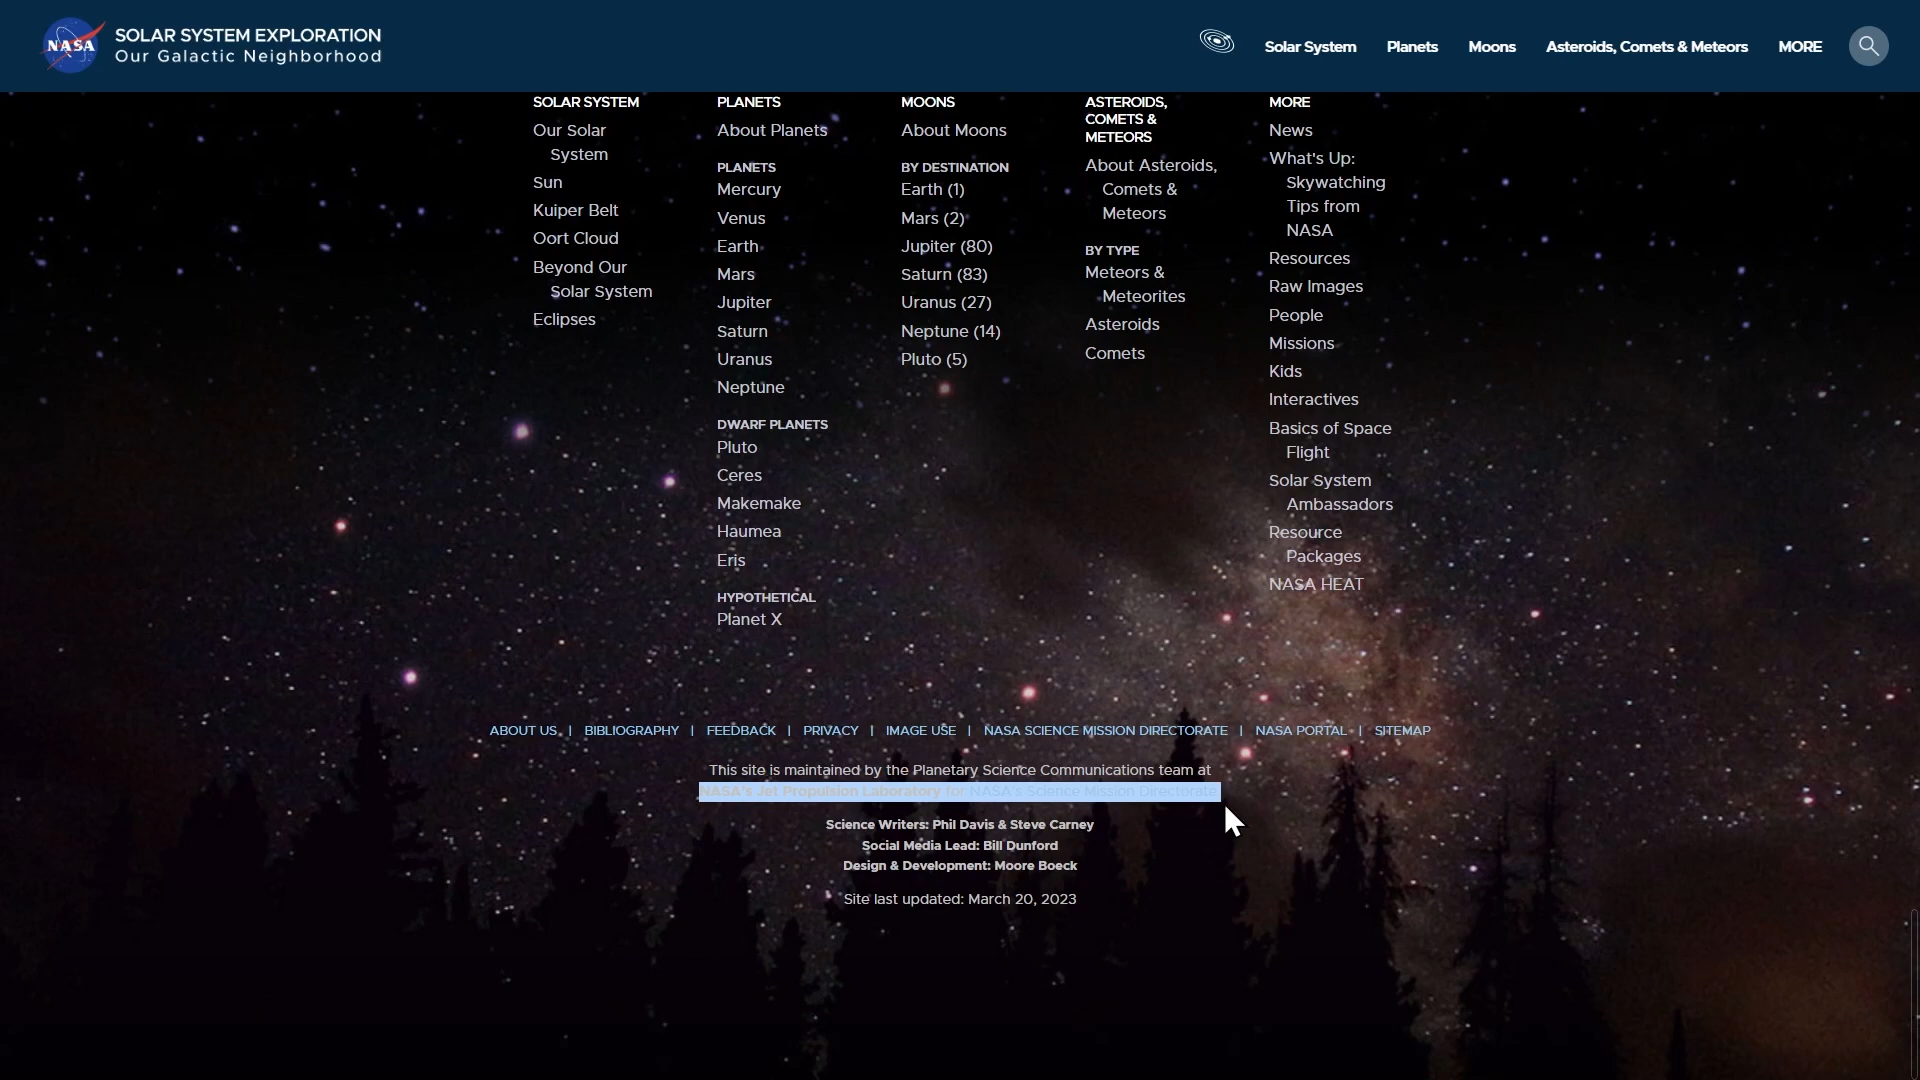 NASA
SOLAR SYSTEM EXPLORATION
Our Galactic Neighborhood
Solar System
Planets
Moons
Asteroids, Comets & Meteors
MORE
SOLAR SYSTEM
Our Solar
System
Sun
Kuiper Belt
Oort Cloud
Beyond Our
Solar System
Eclipses
PLANETS
About Planets
PLANETS
Mercury
Venus
Earth
Mars
Jupiter
Saturn
Uranus
Neptune
DWARF PLANETS
Pluto
Ceres
Makemake
Haumea
Eris
HYPOTHETICAL
Planet X
MOONS
About Moons
BY DESTINATION
Earth (1)
Mars (2)
Jupiter (80)
Saturn (83)
Uranus (27)
Neptune (14)
Pluto (5)
ASTEROIDS,
COMETS &
METEORS
About Asteroids,
Comets &
Meteors
BY TYPE
Meteors &
Meteorites
Asteroids
Comets
MORE
News
What's Up:
Skywatching
Tips from
NASA
Resources
Raw Images
People
Missions
Kids
Interactives
Basics of Space
Flight
Solar System
Ambassadors
Resource
Packages
NASA HEAT
ABOUT US | BIBLIOGRAPHY | FEEDBACK | PRIVACY | IMAGE USE | NASA SCIENCE MISSION DIRECTORATE | NASA PORTAL | SITEMAP
This site is maintained by the Planetary Science Communications team at
NASA's Jet Propulsion Laboratory for NASA's Science Mission Directorate.
Science Writers: Phil Davis & Steve Carney
Social Media Lead: Bill Dunford
Design & Development: Moore Boeck
Site last updated: March 20, 2023